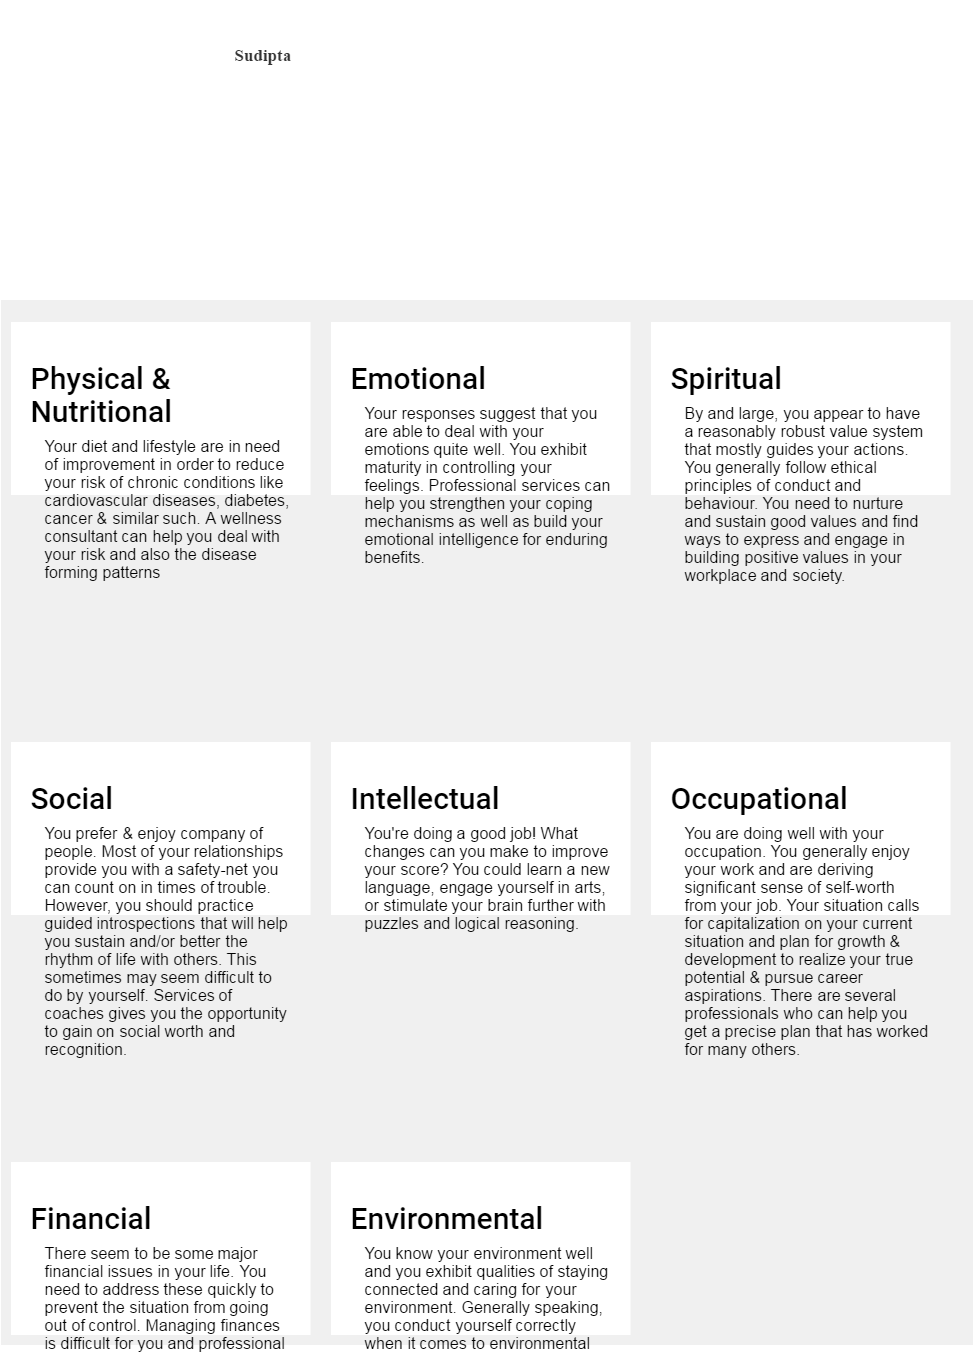 Sudipta
Physical &
Nutritional
Your diet and lifestyle are in need
of improvement in order to reduce
your risk of chronic conditions like
cardiovascular diseases, diabetes,
cancer & similar such. A wellness
consultant can help you deal with
your risk and also the disease
forming patterns
Emotional
Your responses suggest that you
are able to deal with your
emotions quite well. You exhibit
maturity in controlling your
feelings. Professional services can
help you strengthen your coping
mechanisms as well as build your
emotional intelligence for enduring
benefits.
Spiritual
By and large, you appear to have
a reasonably robust value system
that mostly guides your actions.
You generally follow ethical
principles of conduct and
behaviour. You need to nurture
and sustain good values and find
ways to express and engage in
building positive values in your
workplace and society.
Social
You prefer & enjoy company of
people. Most of your relationships
provide you with a safety-net you
can count on in times of trouble.
However, you should practice
guided introspections that will help
you sustain and/or better the
rhythm of life with others. This
sometimes may seem difficult to
do by yourself. Services of
coaches gives you the opportunity
to gain on social worth and
recognition.
Intellectual
You're doing a good job! What
changes can you make to improve
your score? You could learn a new
language, engage yourself in arts,
or stimulate your brain further with
puzzles and logical reasoning.
Occupational
You are doing well with your
occupation. You generally enjoy
your work and are deriving
significant sense of self-worth
from your job. Your situation calls
for capitalization on your current
situation and plan for growth &
development to realize your true
potential & pursue career
aspirations. There are several
professionals who can help you
get a precise plan that has worked
for many others.
Financial
There seem to be some major
financial issues in your life. You
need to address these quickly to
prevent the situation from going
out of control. Managing finances
is difficult for you and professional
Environmental
You know your environment well
and you exhibit qualities of staying
connected and caring for your
environment. Generally speaking,
you conduct yourself correctly
when it comes to environmental